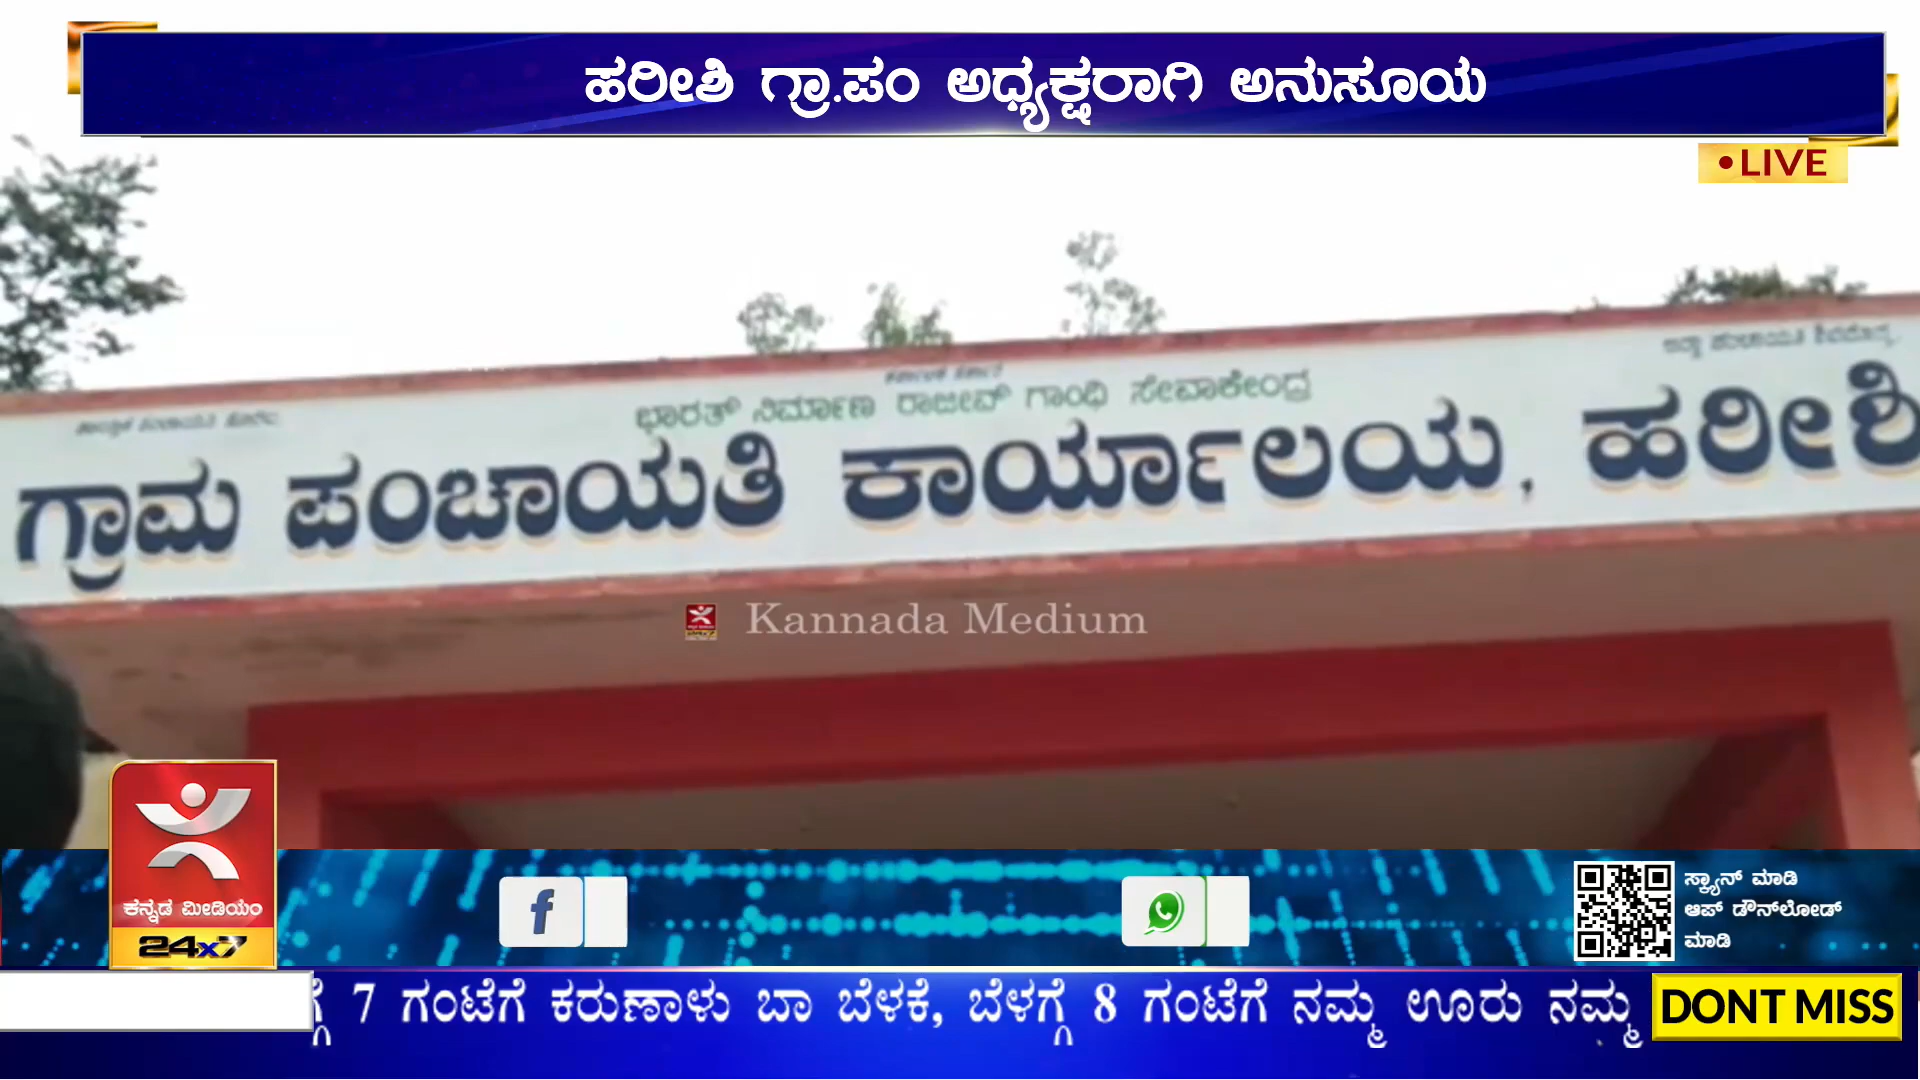 ಹರೀಶಿ ಗ್ರಾ.ಪಂ ಅಧ್ಯಕ್ಷರಾಗಿ ಅನುಸೂಯ
• LIVE
ಭಾರತ್ ನಿರ್ಮಾಣ ರಾಜೀವ್ ಗಾಂಧಿ ಸೇವಾಕೇಂದ್ರ
ಗ್ರಾಮ ಪಂಚಾಯತಿ ಕಾರ್ಯಾಲಯ, ಹರೀಶಿ
Kannada Medium
ಕನ್ನಡ ಮೀಡಿಯಂ
24x7
ಸ್ಕ್ಯಾನ್ ಮಾಡಿ
ಆಪ್ ಡೌನ್‌ಲೋಡ್
ಮಾಡಿ
7 ಗಂಟೆಗೆ ಕರುಣಾಳು ಬಾ ಬೆಳಕೆ, ಬೆಳಗ್ಗೆ 8 ಗಂಟೆಗೆ ನಮ್ಮ ಊರು ನಮ್ಮ
DONT MISS